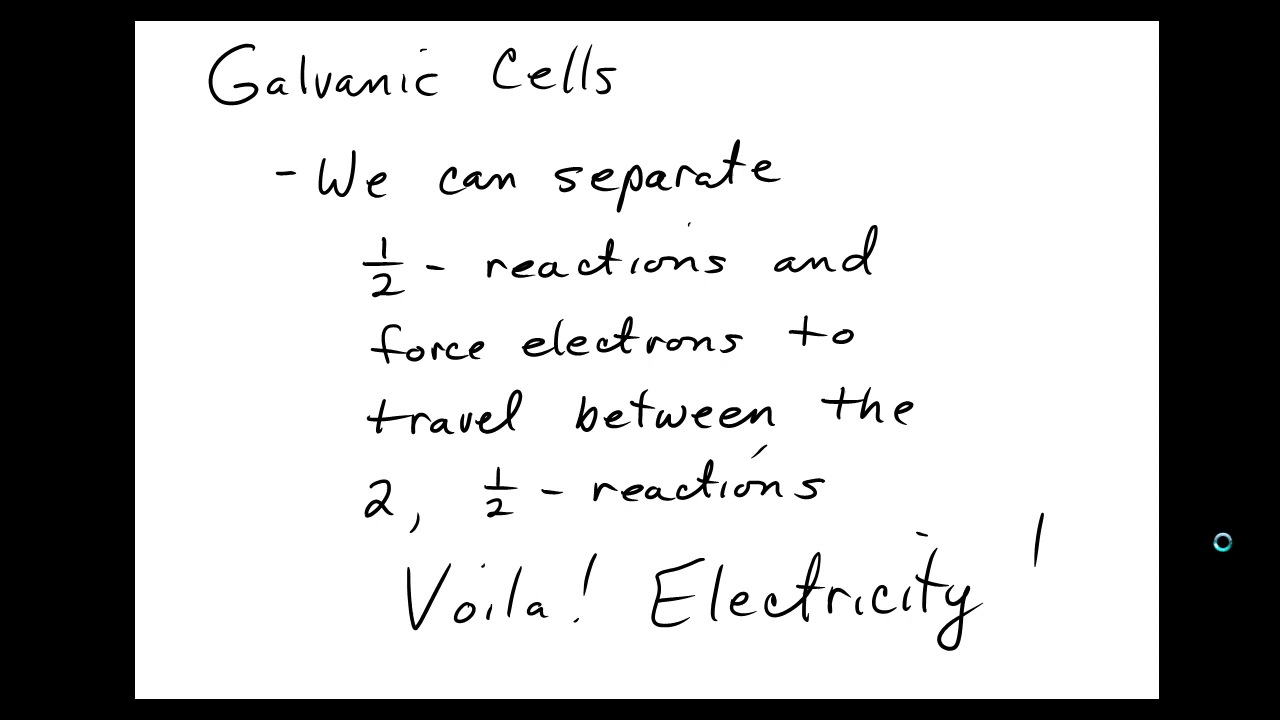 Galvanic Cells
- We can separate
1/2 - reactions and
force electrons to
travel between the
2, 1/2 - reactions
Voila! Electricity !